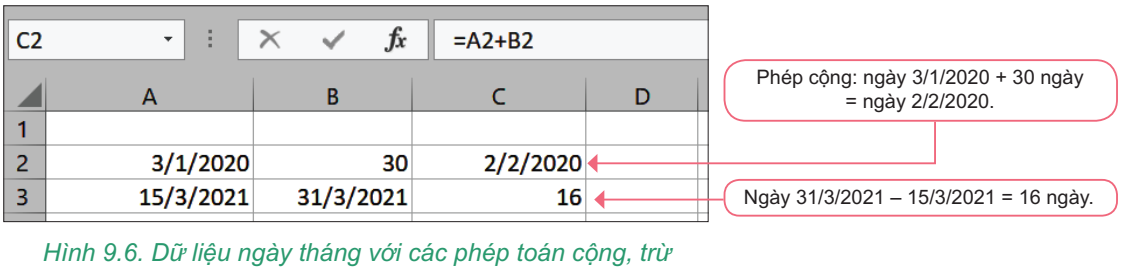 C2 fx =A2+B2
A B C D
1
2 3/1/2020 30 2/2/2020
3 15/3/2021 31/3/2021 16
Phép cộng: ngày 3/1/2020 + 30 ngày
= ngày 2/2/2020.
Ngày 31/3/2021 – 15/3/2021 = 16 ngày.
Hình 9.6. Dữ liệu ngày tháng với các phép toán cộng, trừ